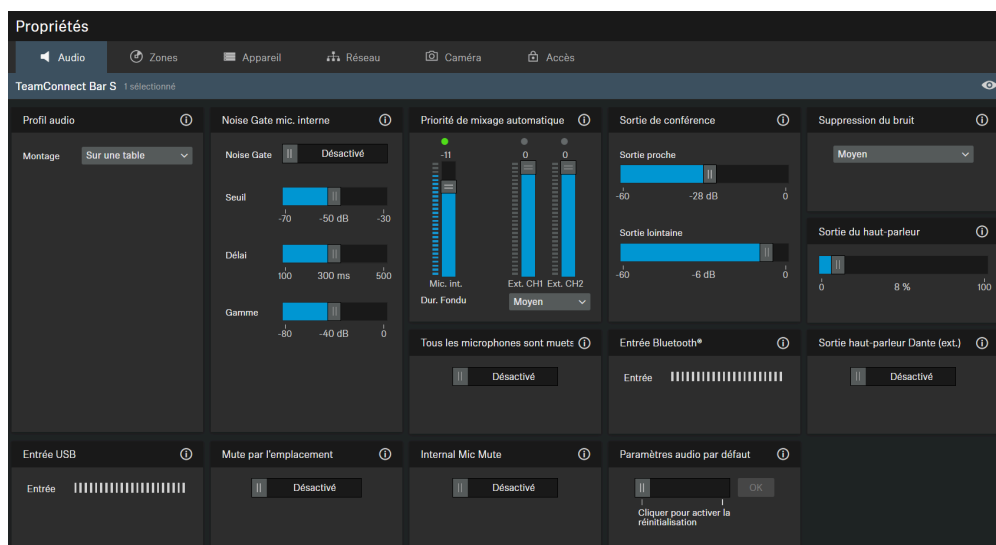 Propriétés
Audio Zones Appareil Réseau Caméra Accès
TeamConnect Bar S 1 sélectionné
Profil audio
Montage Sur une table
Noise Gate mic. interne
Noise Gate Désactivé
Seuil
-70 -50 dB -30
Délai
100 300 ms 500
Gamme
-80 -40 dB 0
Priorité de mixage automatique
-11 0 0
Mic. int. Ext. CH1 Ext. CH2
Dur. Fondu Moyen
Sortie de conférence
Sortie proche
-60 -28 dB 0
Sortie lointaine
-60 -6 dB 0
Suppression du bruit
Moyen
Sortie du haut-parleur
0 8 % 100
Tous les microphones sont muets
Désactivé
Entrée Bluetooth®
Entrée
Sortie haut-parleur Dante (ext.)
Désactivé
Entrée USB
Entrée
Mute par l'emplacement
Désactivé
Internal Mic Mute
Désactivé
Paramètres audio par défaut
OK
Cliquer pour activer la
réinitialisation